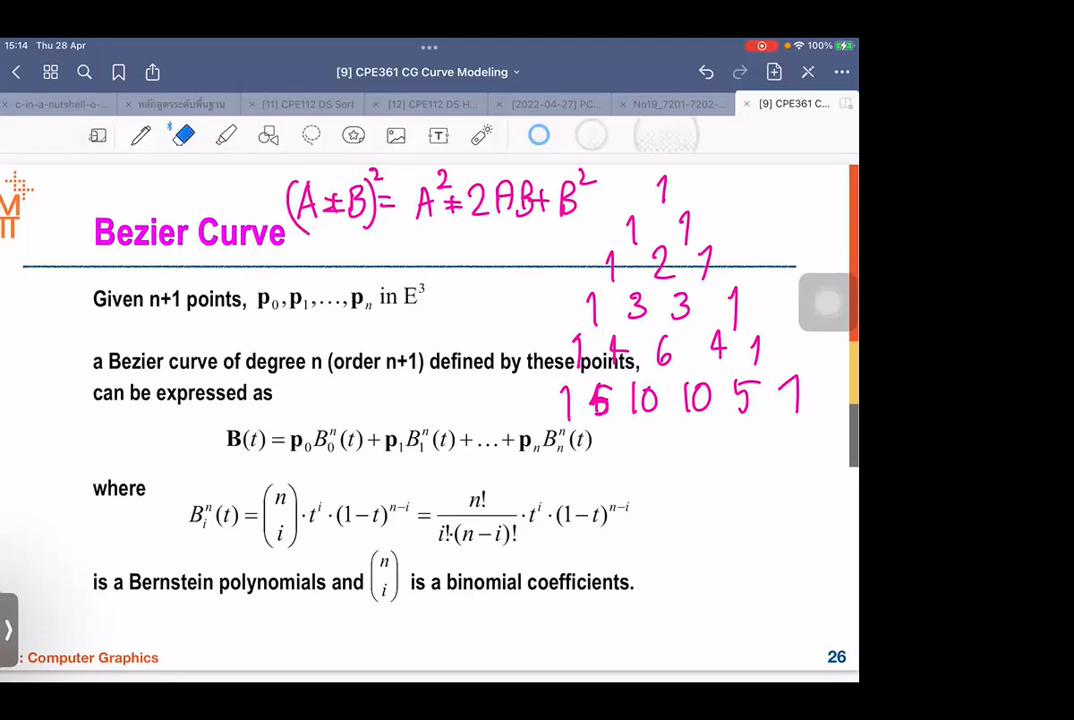 15:14 Thu 28 Apr
100%
[9] CPE361 CG Curve Modeling
c-in-a-nutshell-o-...
หลักสูตรระดับพื้นฐาน
[11] CPE112 DS Sort
[12] CPE112 DS H...
[2022-04-27] PC...
No19_7201-7202-...
[9] CPE361 C...
(A±B)² = A² ± 2AB + B²
1
1 1
1 2 1
1 3 3 1
1 4 6 4 1
1 5 10 10 5 1
Bezier Curve
Given n+1 points, p₀, p₁, …, pₙ in E³
a Bezier curve of degree n (order n+1) defined by these points,
can be expressed as
B(t) = p₀B₀ⁿ(t) + p₁B₁ⁿ(t) + … + pₙBₙⁿ(t)
where
Bᵢⁿ(t) = (n i) · tⁱ · (1−t)ⁿ⁻ⁱ = n! / i!·(n−i)! · tⁱ · (1−t)ⁿ⁻ⁱ
is a Bernstein polynomials and (n i) is a binomial coefficients.
: Computer Graphics
26